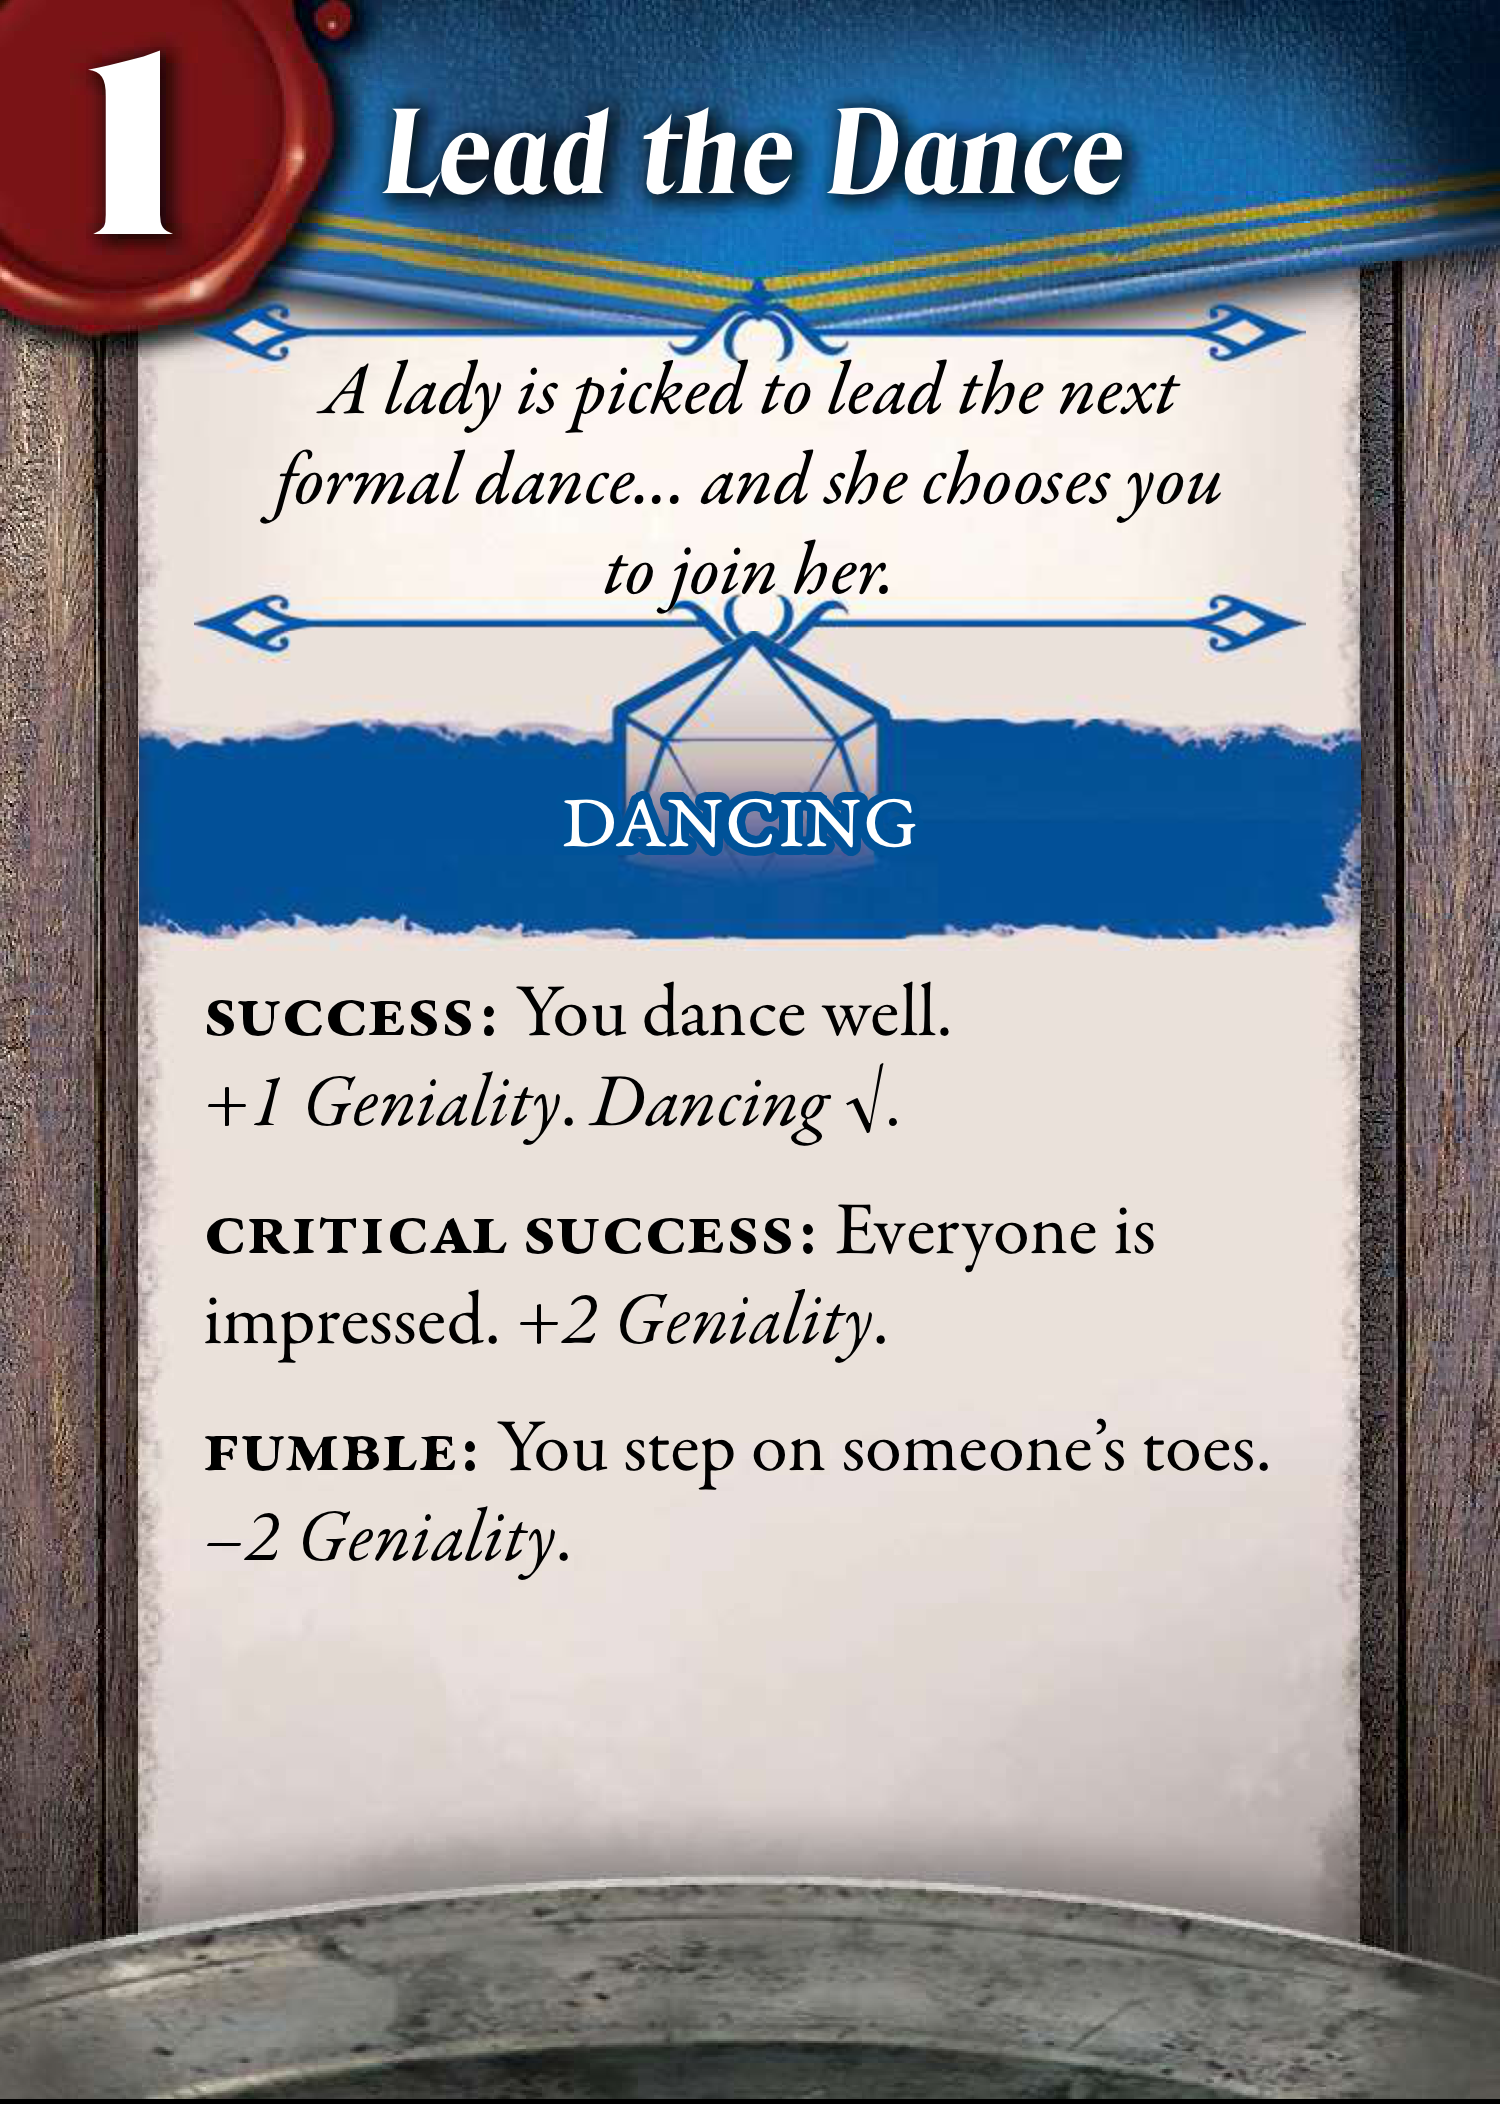 1
Lead the Dance
A lady is picked to lead the next
formal dance... and she chooses you
to join her.
DANCING
SUCCESS: You dance well.
+1 Geniality. Dancing √.
CRITICAL SUCCESS: Everyone is
impressed. +2 Geniality.
FUMBLE: You step on someone’s toes.
–2 Geniality.